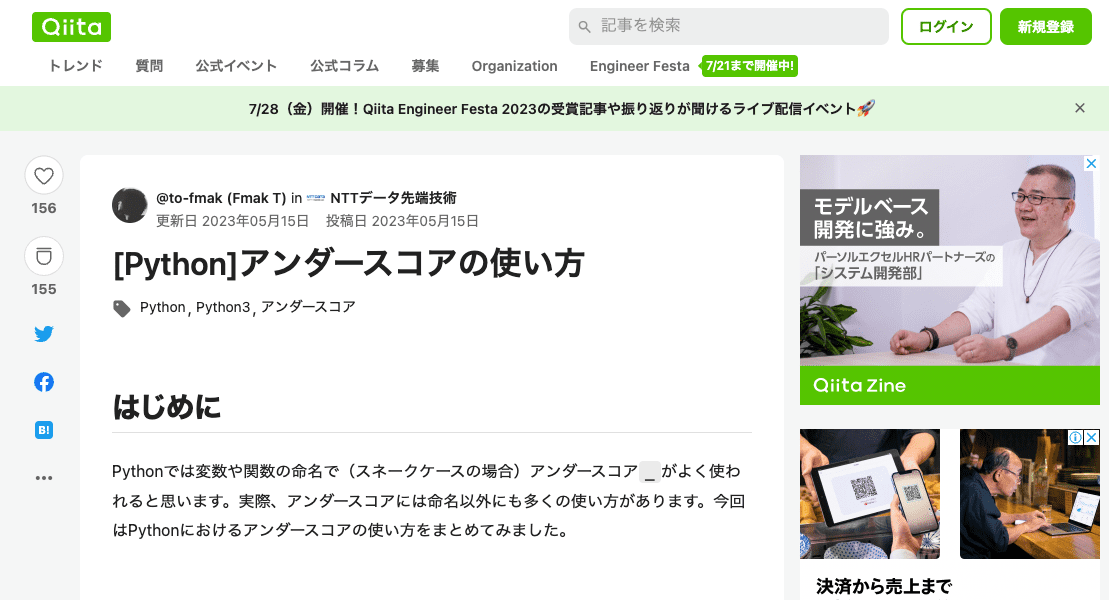 Qiita
記事を検索
ログイン
新規登録
トレンド 質問 公式イベント 公式コラム 募集 Organization Engineer Festa 7/21まで開催中!
7/28（金）開催！Qiita Engineer Festa 2023の受賞記事や振り返りが聞けるライブ配信イベント🚀
156
155
B!
@to-fmak (Fmak T) in NTTデータ先端技術
更新日 2023年05月15日 投稿日 2023年05月15日
[Python]アンダースコアの使い方
Python, Python3, アンダースコア
はじめに
Pythonでは変数や関数の命名で（スネークケースの場合）アンダースコア _ がよく使わ
れると思います。実際、アンダースコアには命名以外にも多くの使い方があります。今回
はPythonにおけるアンダースコアの使い方をまとめてみました。
モデルベース
開発に強み。
パーソルエクセルHRパートナーズの
「システム開発部」
Qiita Zine
決済から売上まで